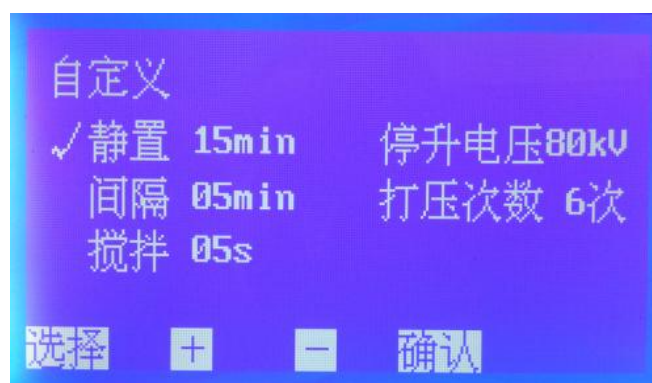 自定义
✓静置 15min 停升电压80kV
间隔 05min 打压次数 6次
搅拌 05s
选择 + - 确认